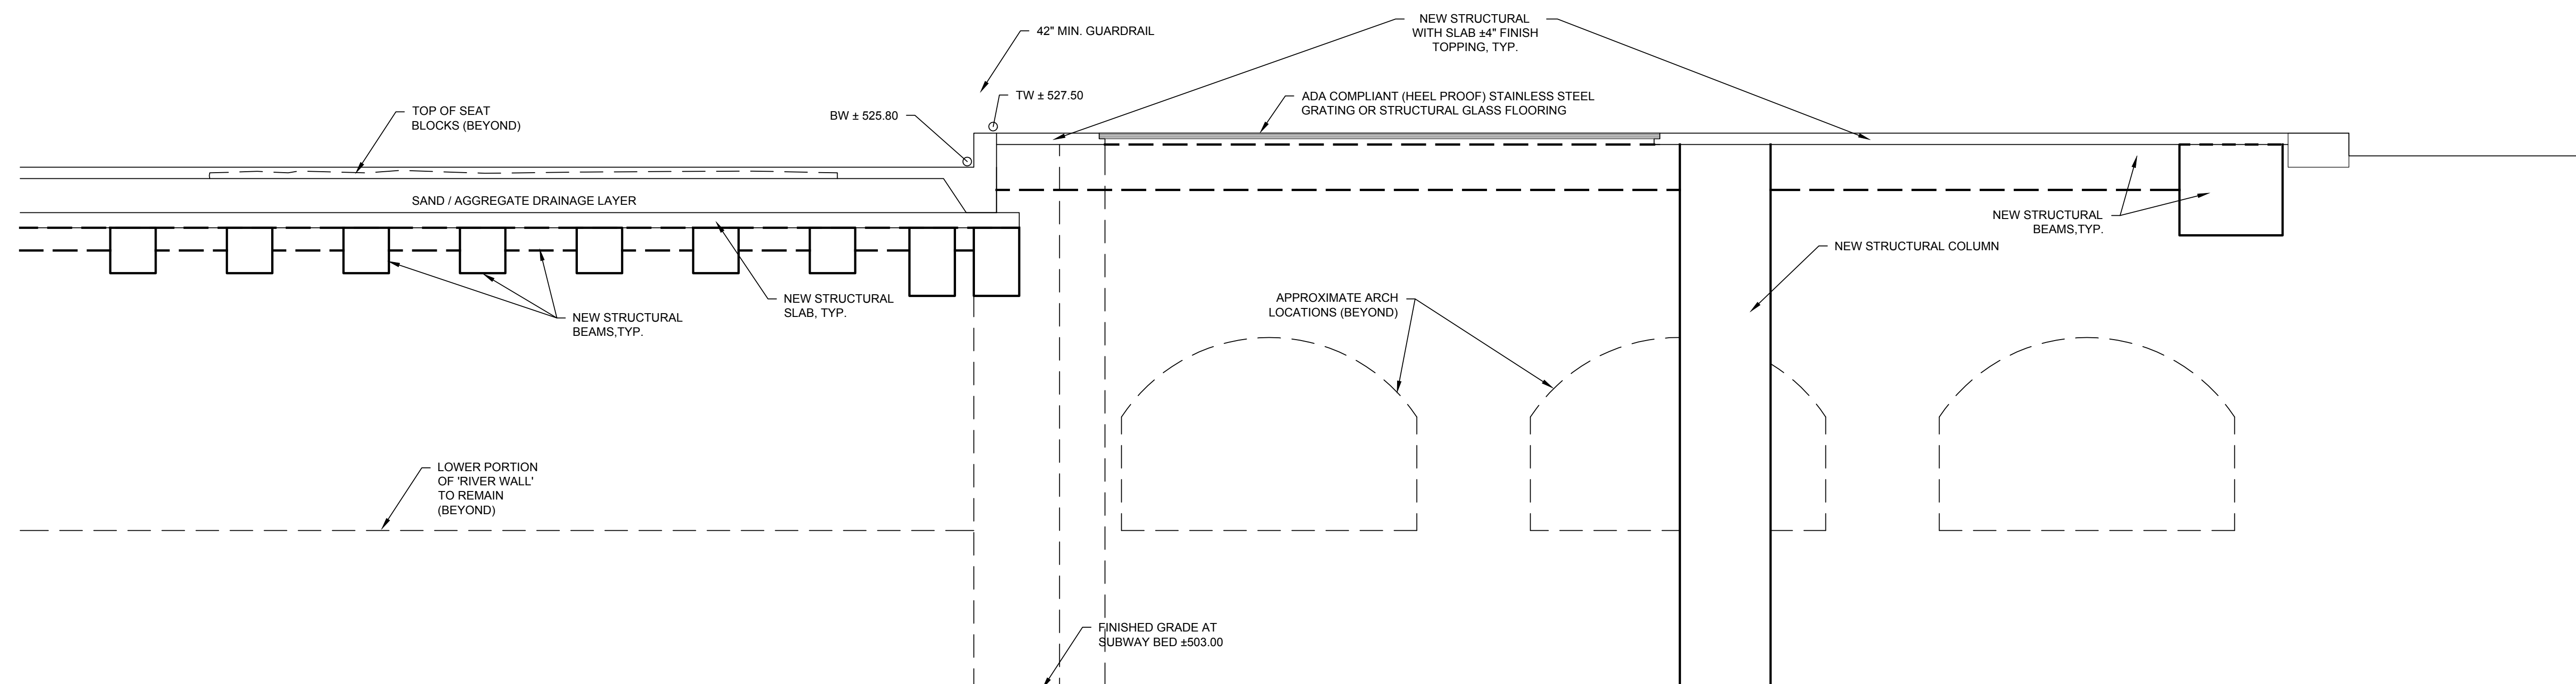 NEW STRUCTURAL
WITH SLAB ±4" FINISH
TOPPING, TYP.
42" MIN. GUARDRAIL
TW ± 527.50
ADA COMPLIANT (HEEL PROOF) STAINLESS STEEL
GRATING OR STRUCTURAL GLASS FLOORING
TOP OF SEAT
BLOCKS (BEYOND)
BW ± 525.80
SAND / AGGREGATE DRAINAGE LAYER
NEW STRUCTURAL
BEAMS,TYP.
NEW STRUCTURAL COLUMN
NEW STRUCTURAL
SLAB, TYP.
APPROXIMATE ARCH
LOCATIONS (BEYOND)
NEW STRUCTURAL
BEAMS,TYP.
LOWER PORTION
OF 'RIVER WALL'
TO REMAIN
(BEYOND)
FINISHED GRADE AT
SUBWAY BED ±503.00